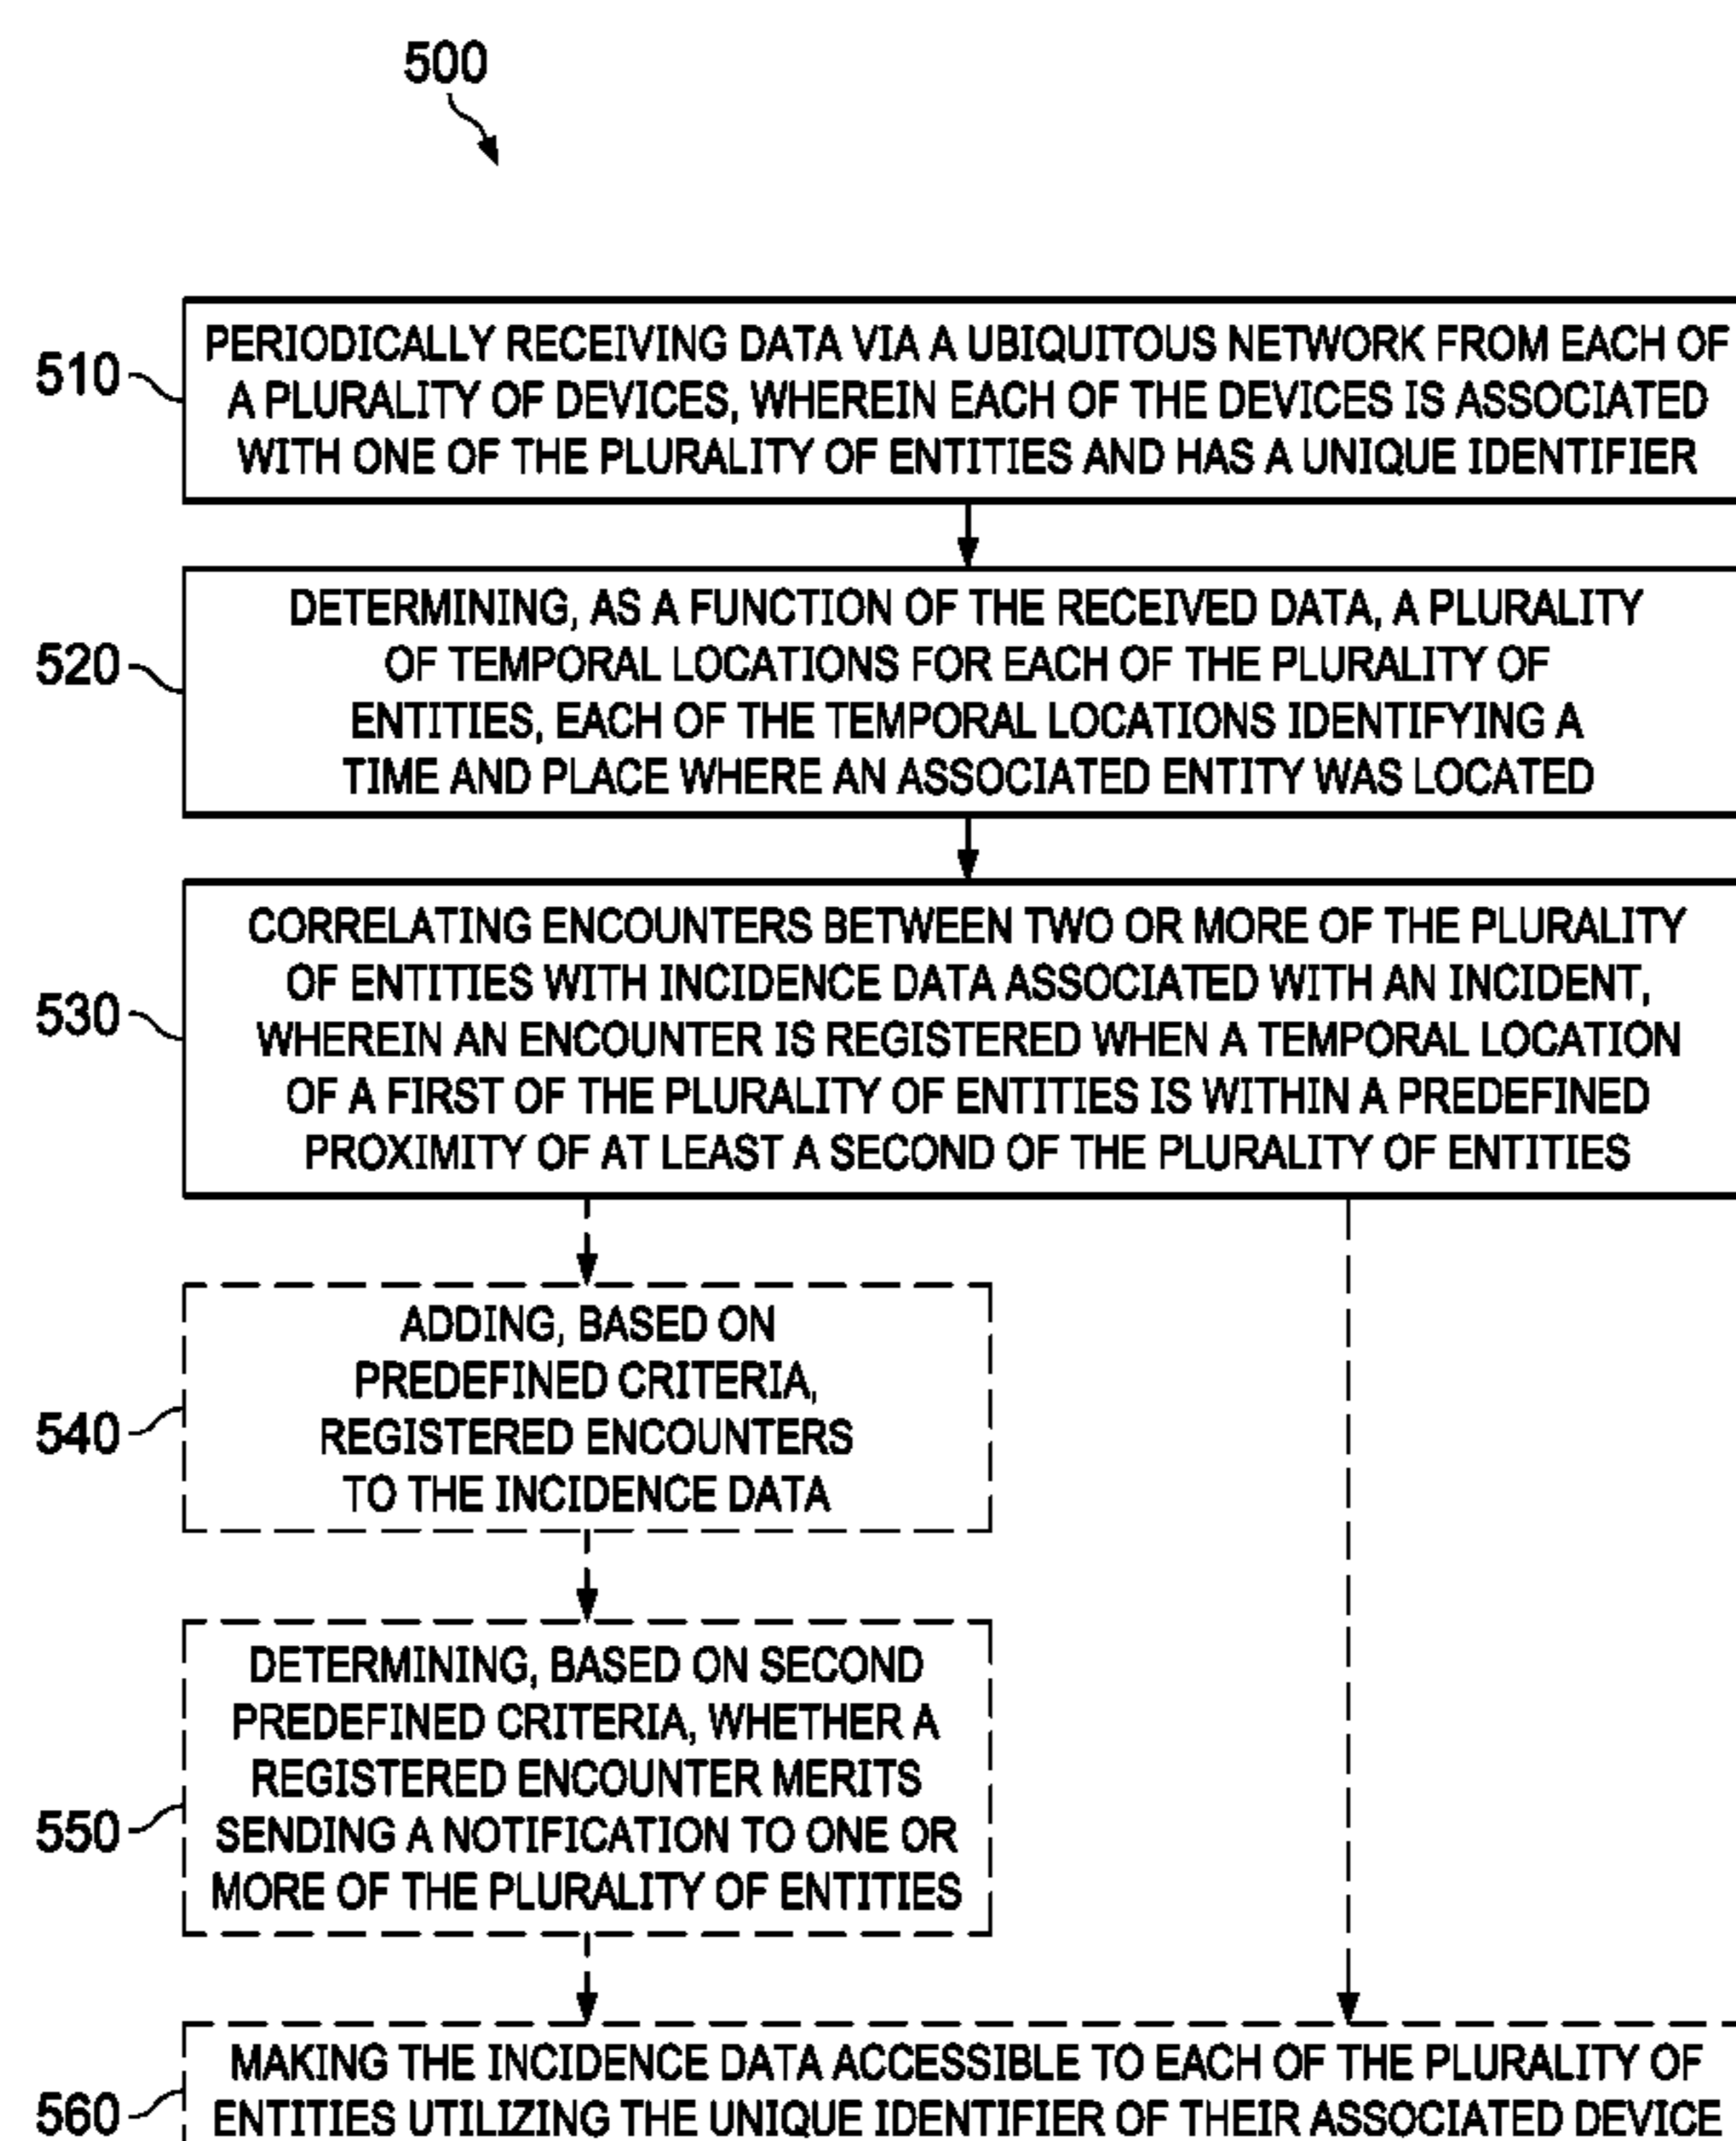 500
510
PERIODICALLY RECEIVING DATA VIA A UBIQUITOUS NETWORK FROM EACH OF
A PLURALITY OF DEVICES, WHEREIN EACH OF THE DEVICES IS ASSOCIATED
WITH ONE OF THE PLURALITY OF ENTITIES AND HAS A UNIQUE IDENTIFIER
520
DETERMINING, AS A FUNCTION OF THE RECEIVED DATA, A PLURALITY
OF TEMPORAL LOCATIONS FOR EACH OF THE PLURALITY OF
ENTITIES, EACH OF THE TEMPORAL LOCATIONS IDENTIFYING A
TIME AND PLACE WHERE AN ASSOCIATED ENTITY WAS LOCATED
530
CORRELATING ENCOUNTERS BETWEEN TWO OR MORE OF THE PLURALITY
OF ENTITIES WITH INCIDENCE DATA ASSOCIATED WITH AN INCIDENT,
WHEREIN AN ENCOUNTER IS REGISTERED WHEN A TEMPORAL LOCATION
OF A FIRST OF THE PLURALITY OF ENTITIES IS WITHIN A PREDEFINED
PROXIMITY OF AT LEAST A SECOND OF THE PLURALITY OF ENTITIES
540
ADDING, BASED ON
PREDEFINED CRITERIA,
REGISTERED ENCOUNTERS
TO THE INCIDENCE DATA
550
DETERMINING, BASED ON SECOND
PREDEFINED CRITERIA, WHETHER A
REGISTERED ENCOUNTER MERITS
SENDING A NOTIFICATION TO ONE OR
MORE OF THE PLURALITY OF ENTITIES
560
MAKING THE INCIDENCE DATA ACCESSIBLE TO EACH OF THE PLURALITY OF
ENTITIES UTILIZING THE UNIQUE IDENTIFIER OF THEIR ASSOCIATED DEVICE